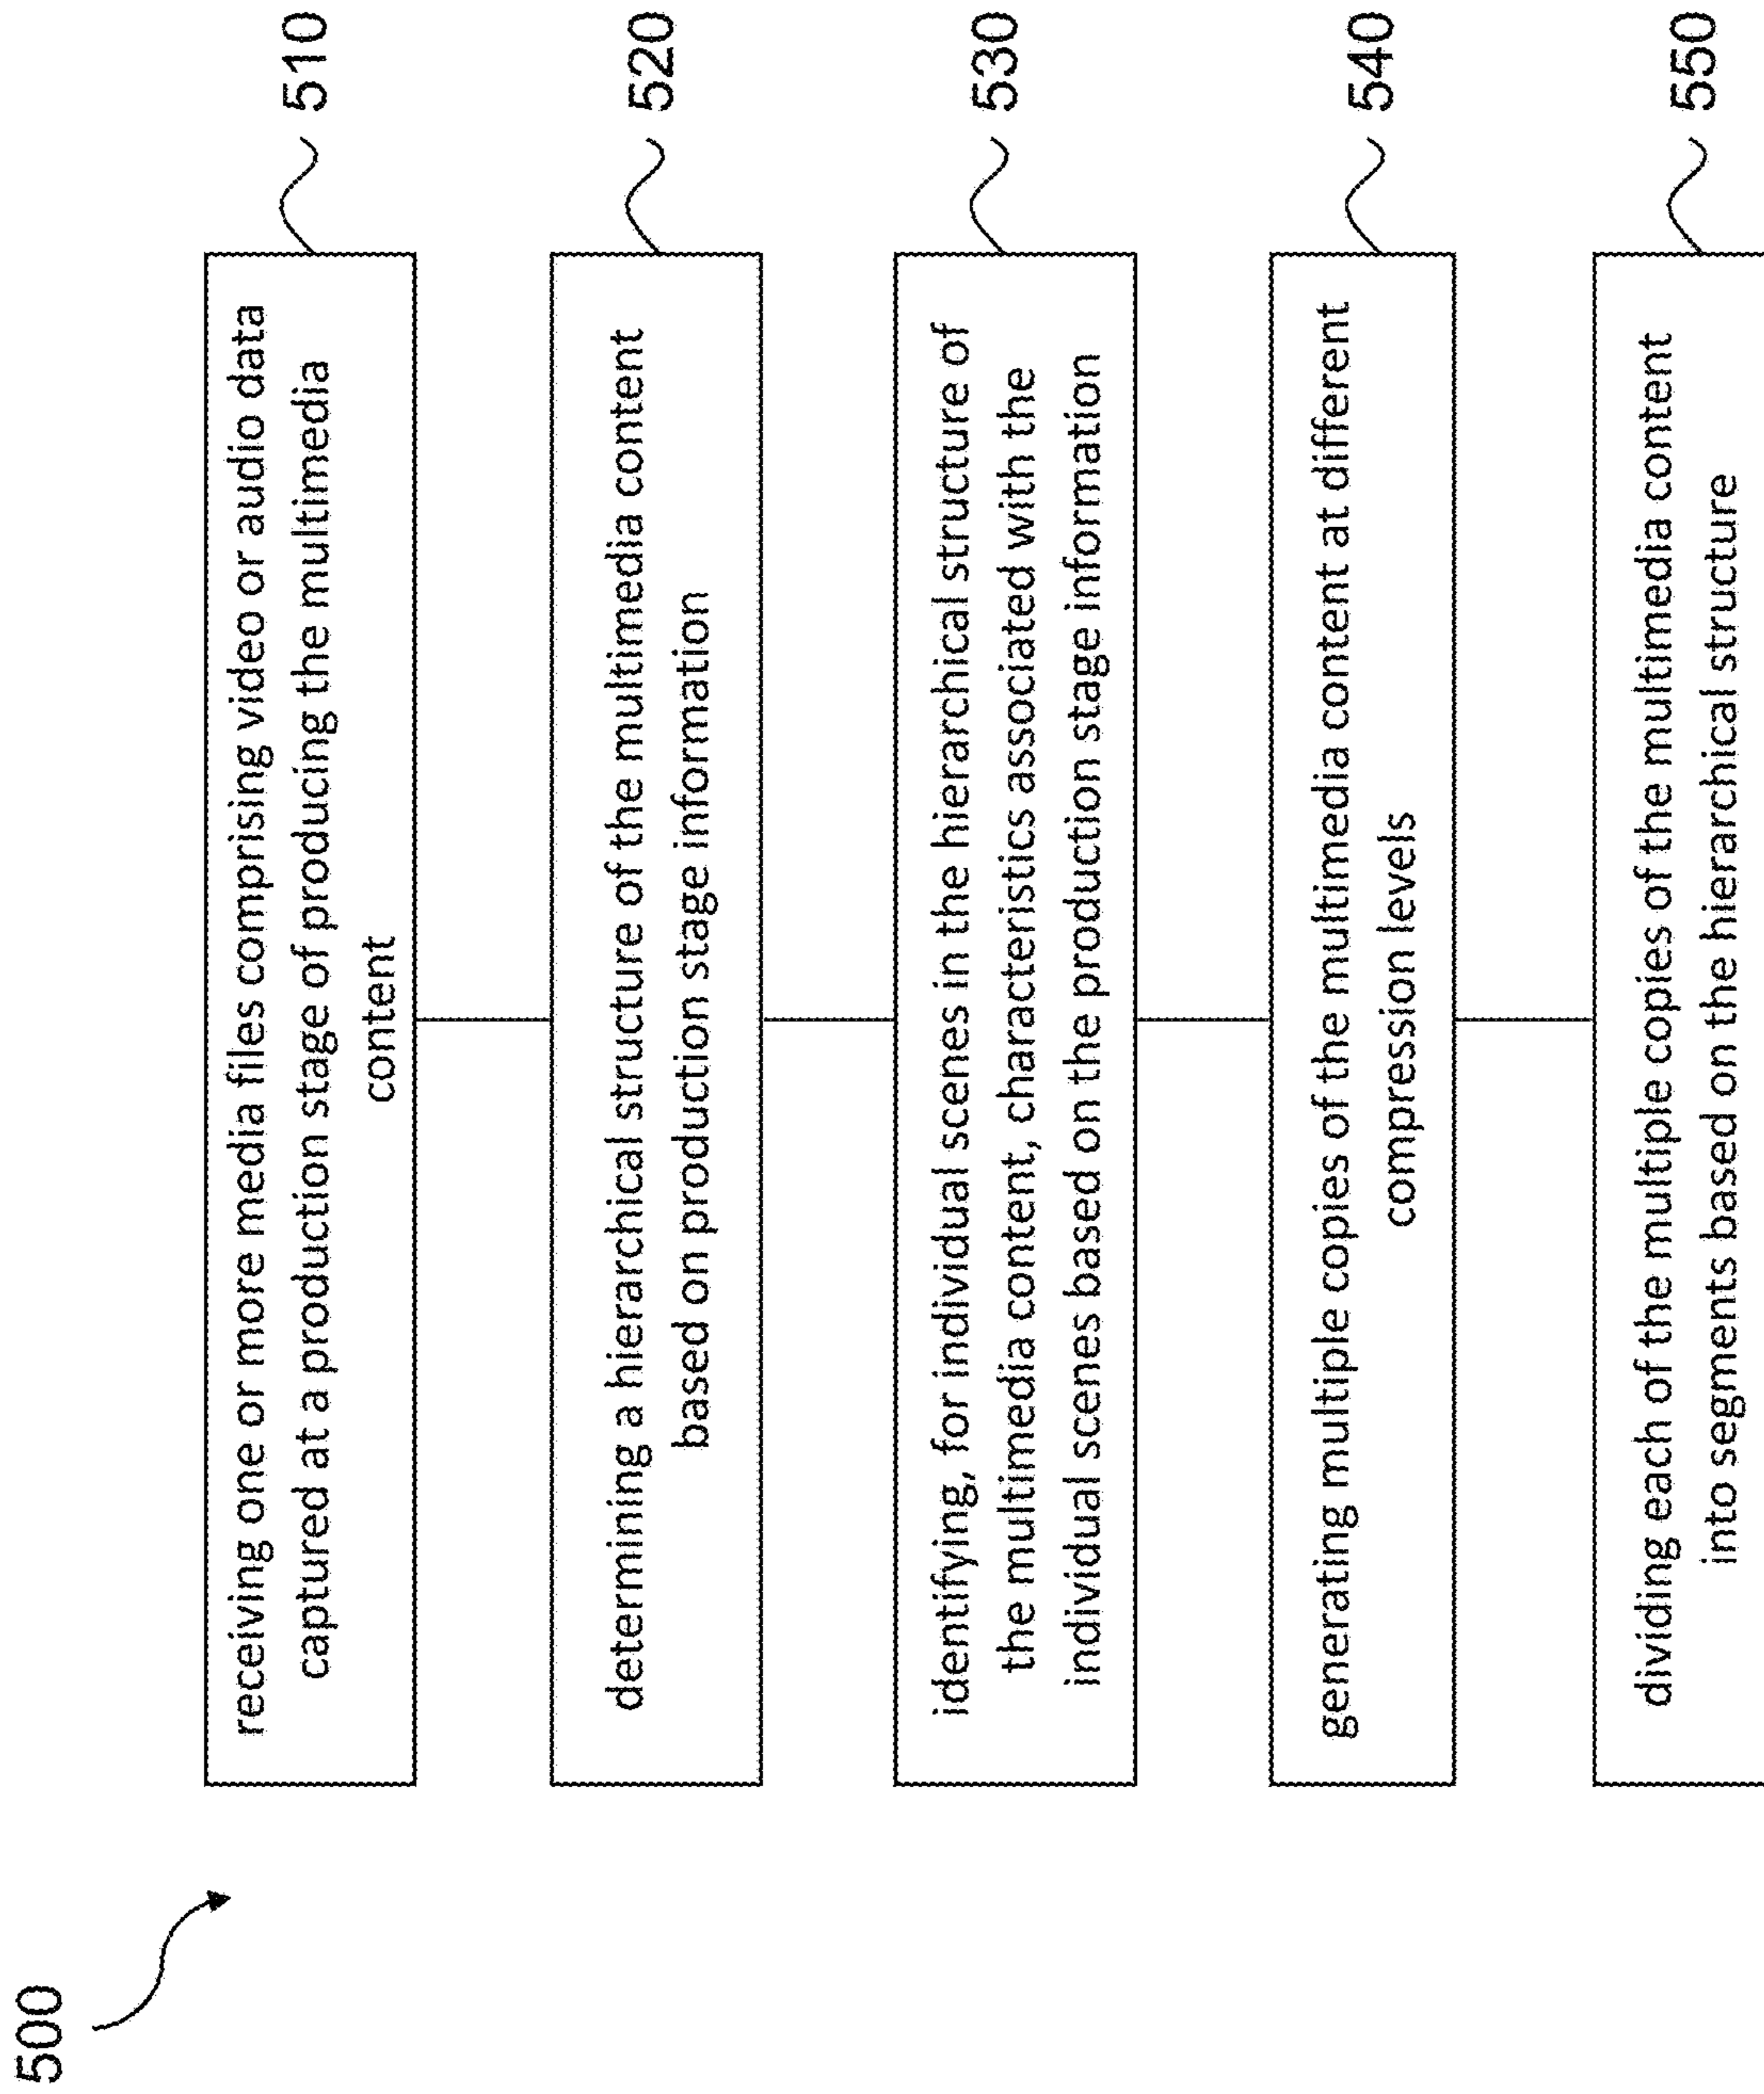 500
receiving one or more media files comprising video or audio data
captured at a production stage of producing the multimedia
content
510
determining a hierarchical structure of the multimedia content
based on production stage information
520
identifying, for individual scenes in the hierarchical structure of
the multimedia content, characteristics associated with the
individual scenes based on the production stage information
530
generating multiple copies of the multimedia content at different
compression levels
540
dividing each of the multiple copies of the multimedia content
into segments based on the hierarchical structure
550